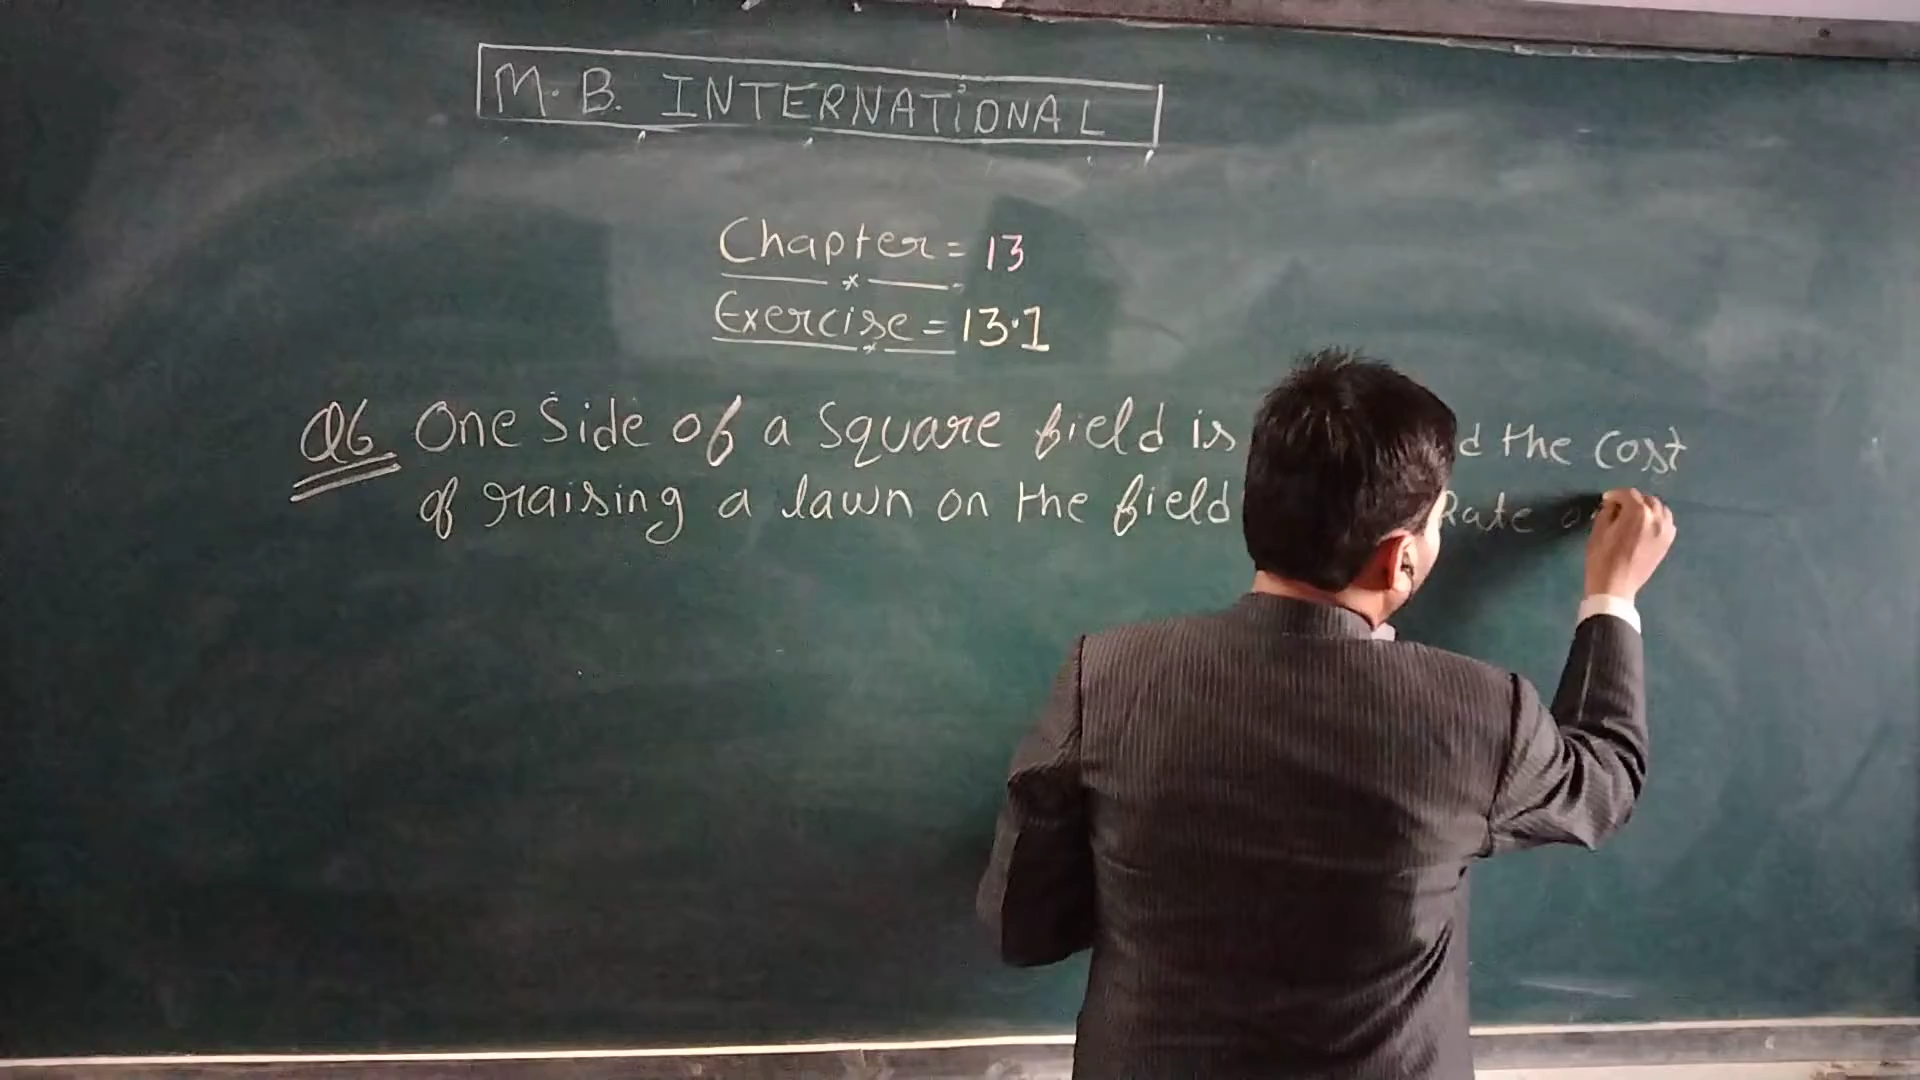 M. B. INTERNATIONAL
Chapter = 13
Exercise = 13.1
Q6 One Side of a Square field is the Cost
of raising a lawn on the field Rate